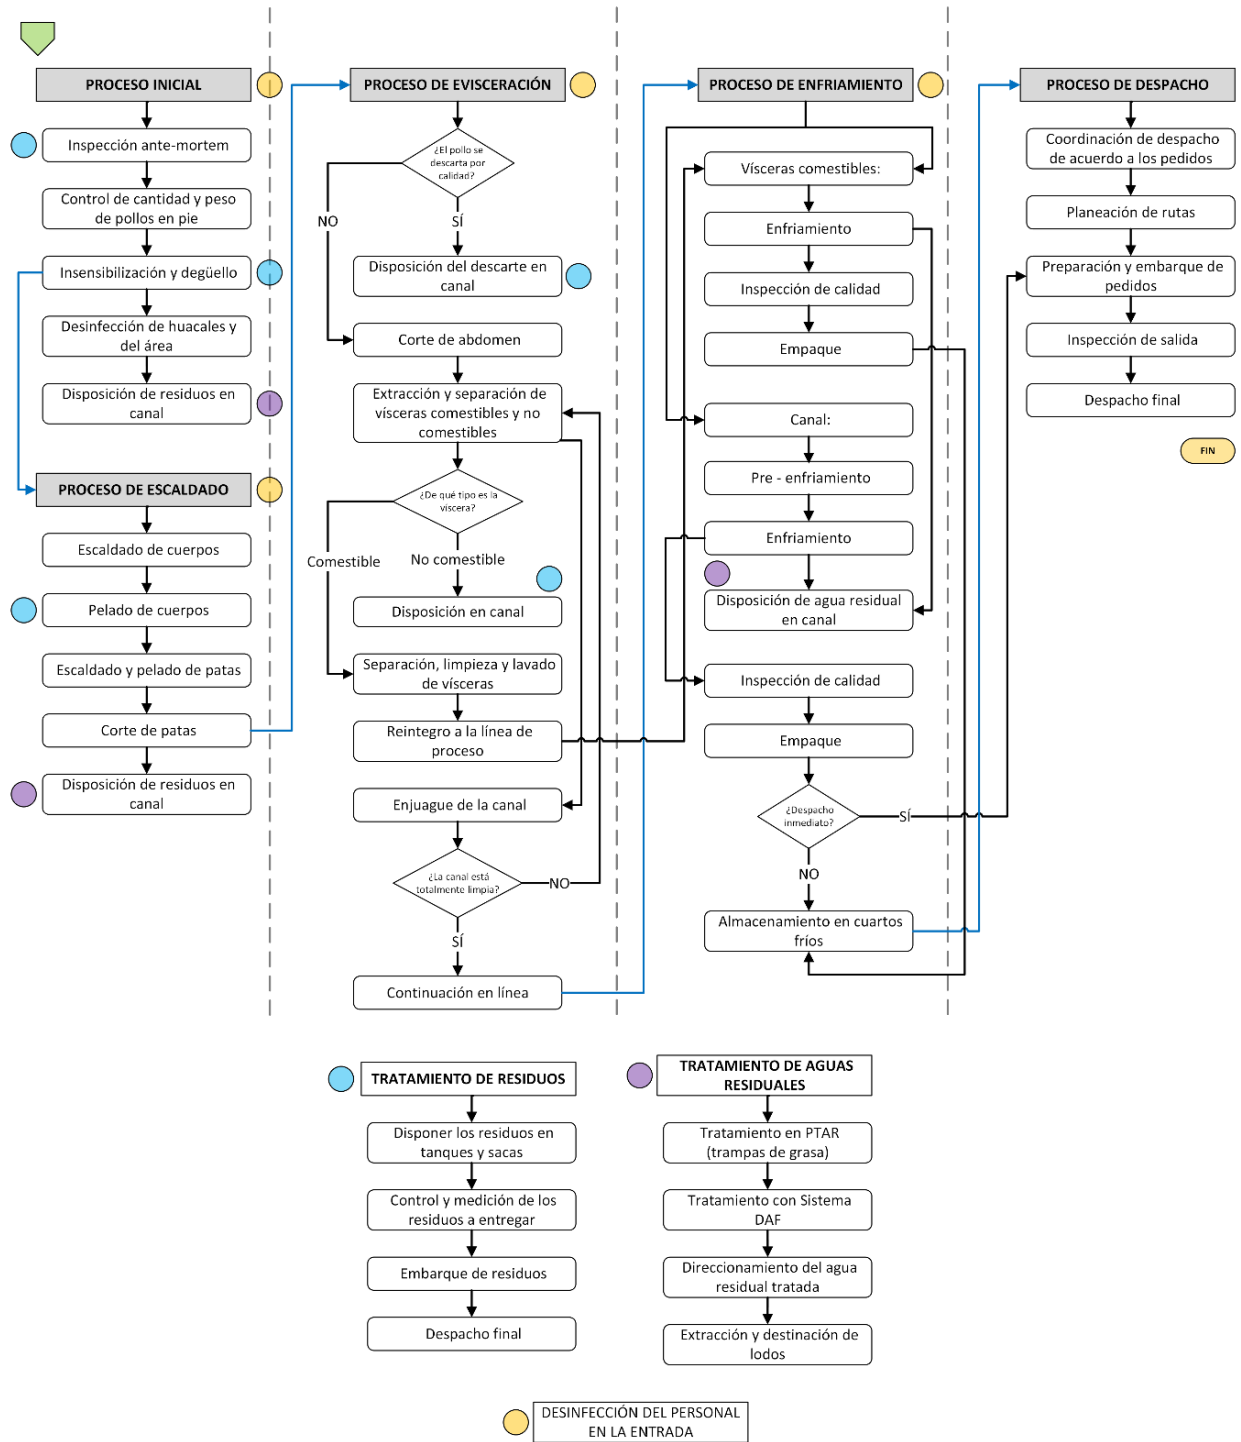 PROCESO INICIAL
Inspección ante-mortem
Control de cantidad y peso
de pollos en pie
Insensibilización y degüello
Desinfección de huacales y
del área
Disposición de residuos en
canal
PROCESO DE ESCALDADO
Escaldado de cuerpos
Pelado de cuerpos
Escaldado y pelado de patas
Corte de patas
Disposición de residuos en
canal
PROCESO DE EVISCERACIÓN
¿El pollo se
descarta por
calidad?
NO
SÍ
Disposición del descarte en
canal
Corte de abdomen
Extracción y separación de
vísceras comestibles y no
comestibles
¿De qué tipo es la
víscera?
Comestible
No comestible
Disposición en canal
Separación, limpieza y lavado
de vísceras
Reintegro a la línea de
proceso
Enjuague de la canal
¿La canal está
totalmente limpia?
NO
SÍ
Continuación en línea
PROCESO DE ENFRIAMIENTO
Vísceras comestibles:
Enfriamiento
Inspección de calidad
Empaque
Canal:
Pre - enfriamiento
Enfriamiento
Disposición de agua residual
en canal
Inspección de calidad
Empaque
¿Despacho
inmediato?
SÍ
NO
Almacenamiento en cuartos
fríos
PROCESO DE DESPACHO
Coordinación de despacho
de acuerdo a los pedidos
Planeación de rutas
Preparación y embarque de
pedidos
Inspección de salida
Despacho final
FIN
TRATAMIENTO DE RESIDUOS
Disponer los residuos en
tanques y sacas
Control y medición de los
residuos a entregar
Embarque de residuos
Despacho final
TRATAMIENTO DE AGUAS
RESIDUALES
Tratamiento en PTAR
(trampas de grasa)
Tratamiento con Sistema
DAF
Direccionamiento del agua
residual tratada
Extracción y destinación de
lodos
DESINFECCIÓN DEL PERSONAL
EN LA ENTRADA